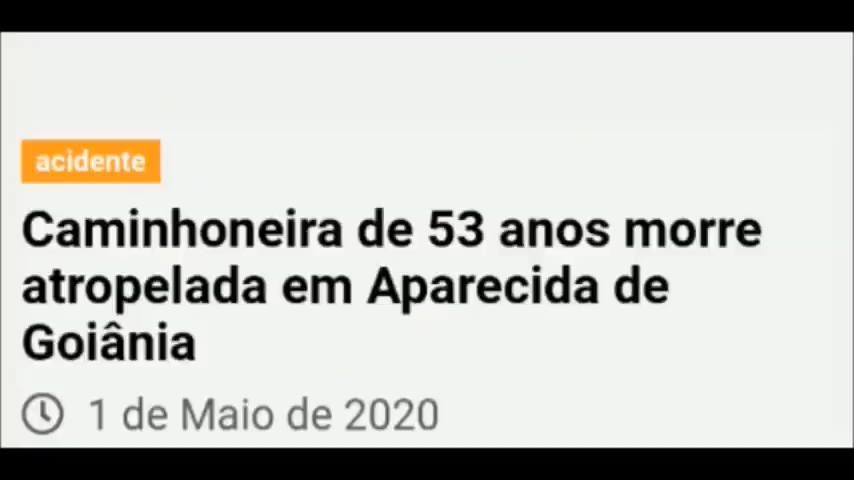 acidente
Caminhoneira de 53 anos morre
atropelada em Aparecida de
Goiânia
1 de Maio de 2020